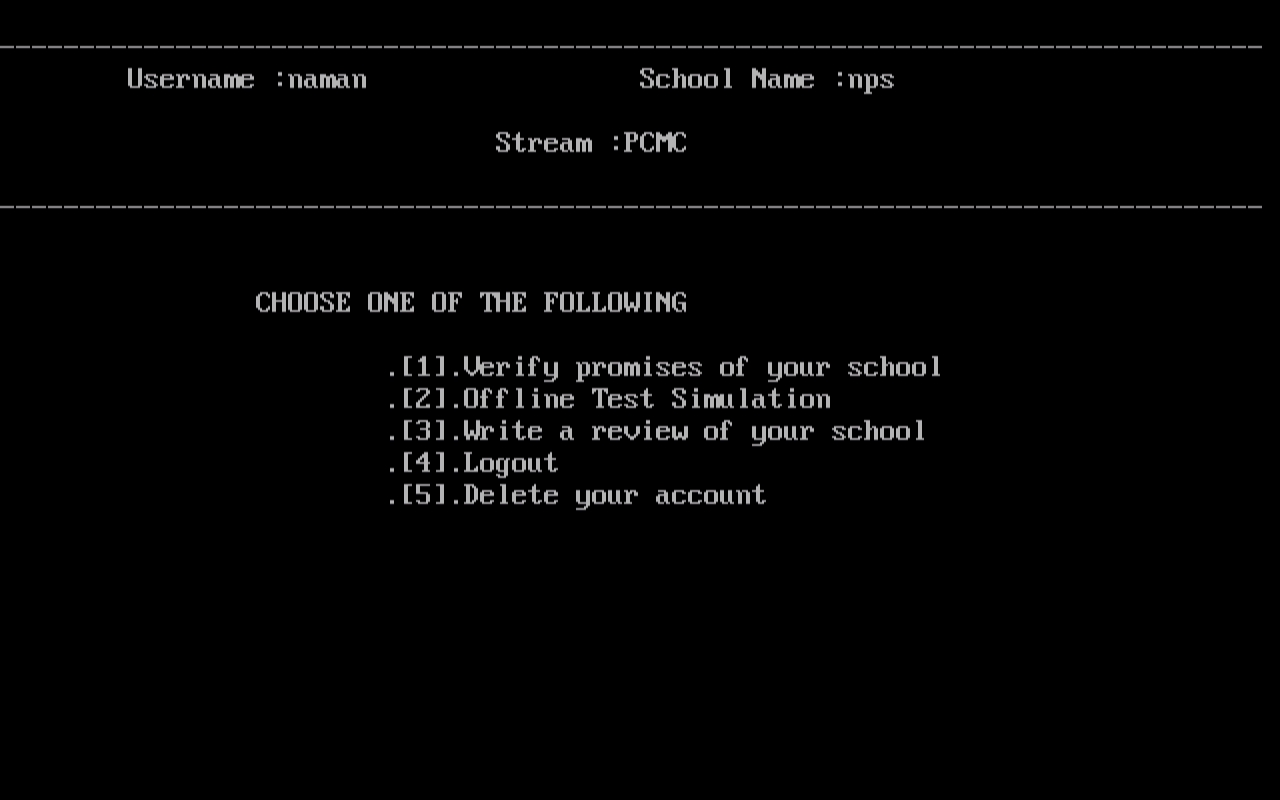 Username :naman School Name :nps
Stream :PCMC
CHOOSE ONE OF THE FOLLOWING
.[1].Verify promises of your school
.[2].Offline Test Simulation
.[3].Write a review of your school
.[4].Logout
.[5].Delete your account